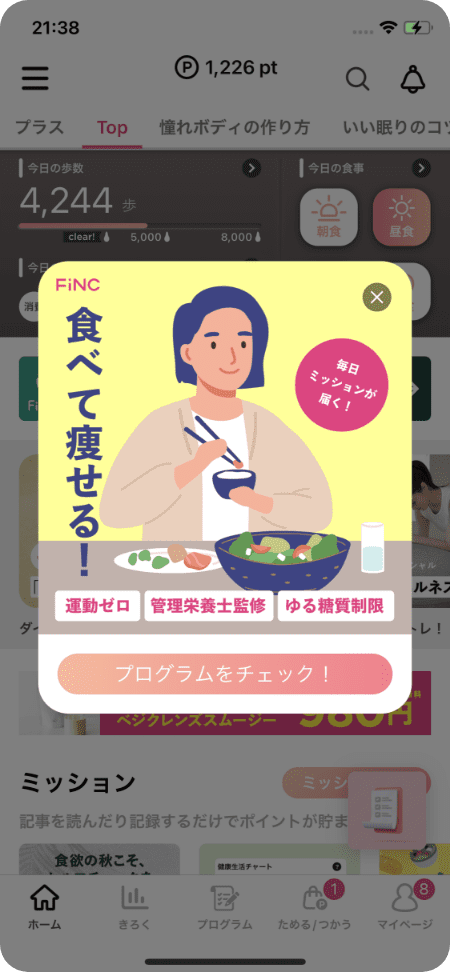 21:38
P 1,226 pt
プラス Top 憧れボディの作り方 いい眠りのコツ
今日の歩数
4,244 歩
clear! 5,000 8,000
今日の食事
朝食 昼食
FiNC
食べて痩せる！
毎日
ミッションが
届く！
運動ゼロ 管理栄養士監修 ゆる糖質制限
プログラムをチェック！
ベジクレンズスムージー 980円
ミッション
記事を読んだり記録するだけでポイントが貯ま
食欲の秋こそ、
健康生活チャート ?
1 8
ホーム きろく プログラム ためる/つかう マイページ